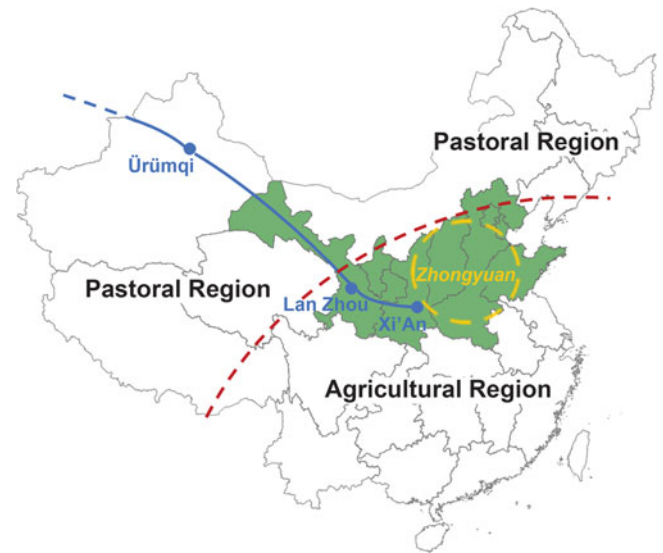 Pastoral Region
Ürümqi
Zhongyuan
Pastoral Region
Lan Zhou
Xi'An
Agricultural Region